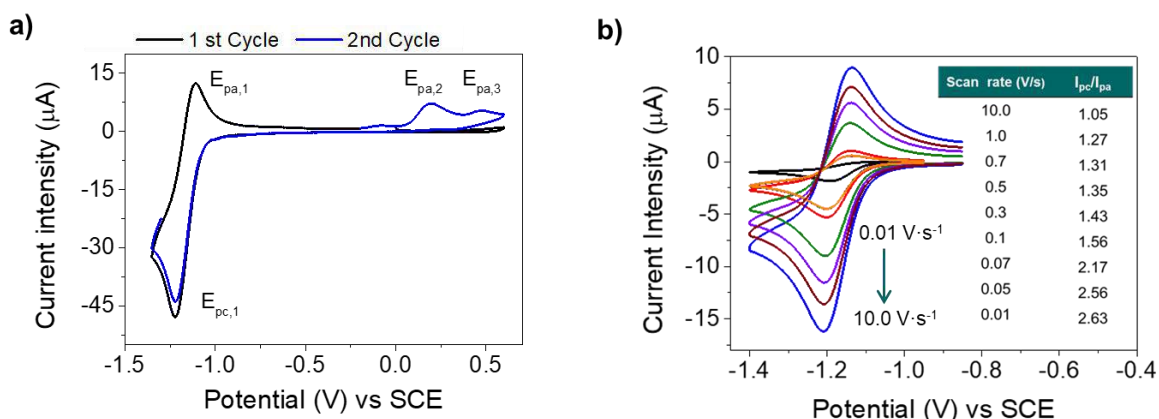 a)
1 st Cycle 2nd Cycle
Epa,1
Epa,2 Epa,3
Epc,1
15
0
-15
-30
-45
Current intensity (μA)
-1.5 -1.0 -0.5 0.0 0.5
Potential (V) vs SCE
b)
10
5
0
-5
-10
-15
Current Intensity (μA)
Scan rate (V/s) Ipc/Ipa
10.0 1.05
1.0 1.27
0.7 1.31
0.5 1.35
0.3 1.43
0.1 1.56
0.07 2.17
0.05 2.56
0.01 2.63
0.01 V·s-1
10.0 V·s-1
-1.4 -1.2 -1.0 -0.8 -0.6 -0.4
Potential (V) vs SCE